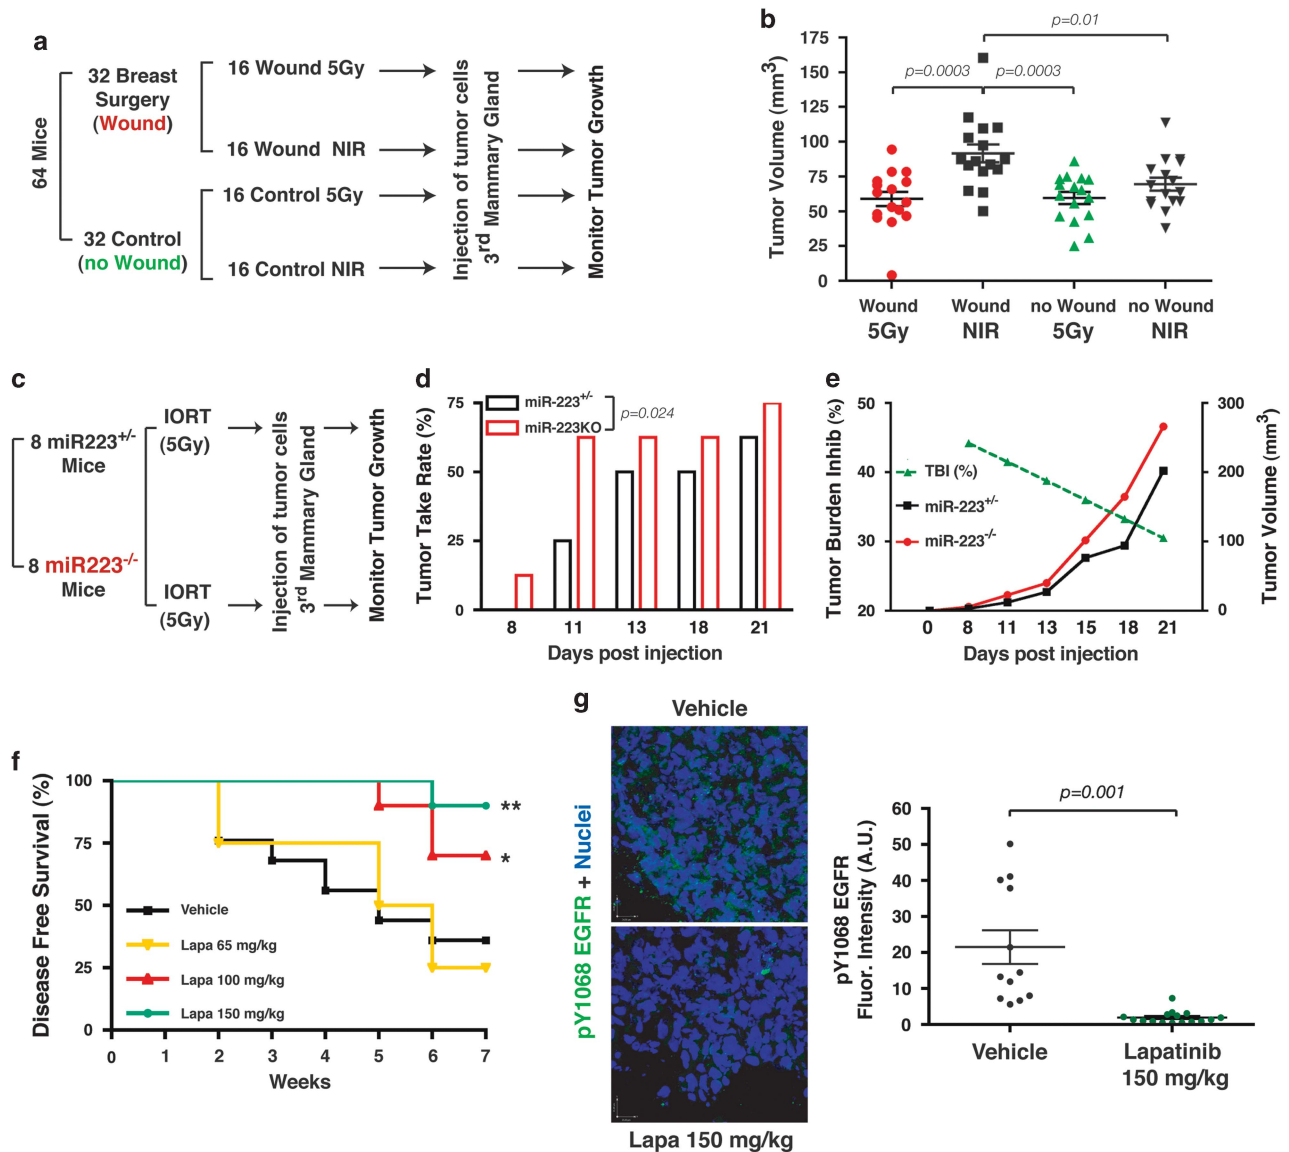 a
64 Mice
32 Breast
Surgery
(Wound)
32 Control
(no Wound)
16 Wound 5Gy
16 Wound NIR
16 Control 5Gy
16 Control NIR
Injection of tumor cells
3rd Mammary Gland
Monitor Tumor Growth
b
Tumor Volume (mm3)
175
150
125
100
75
50
25
0
p=0.0003
p=0.0003
p=0.01
Wound
5Gy
Wound
NIR
no Wound
5Gy
no Wound
NIR
c
8 miR223+/-
Mice
8 miR223-/-
Mice
IORT
(5Gy)
IORT
(5Gy)
Injection of tumor cells
3rd Mammary Gland
Monitor Tumor Growth
d
Tumor Take Rate (%)
75
50
25
0
miR-223+/-
miR-223KO
p=0.024
8 11 13 18 21
Days post injection
e
Tumor Burden Inhib (%)
50
40
30
20
TBI (%)
miR-223+/-
miR-223-/-
300
200
100
0
Tumor Volume (mm3)
0 8 11 13 15 18 21
Days post injection
f
Disease Free Survival (%)
100
75
50
25
0
Vehicle
Lapa 65 mg/kg
Lapa 100 mg/kg
Lapa 150 mg/kg
**
*
0 1 2 3 4 5 6 7
Weeks
g
Vehicle
pY1068 EGFR + Nuclei
Lapa 150 mg/kg
pY1068 EGFR
Fluor. Intensity (A.U.)
60
50
40
30
20
10
0
p=0.001
Vehicle
Lapatinib
150 mg/kg